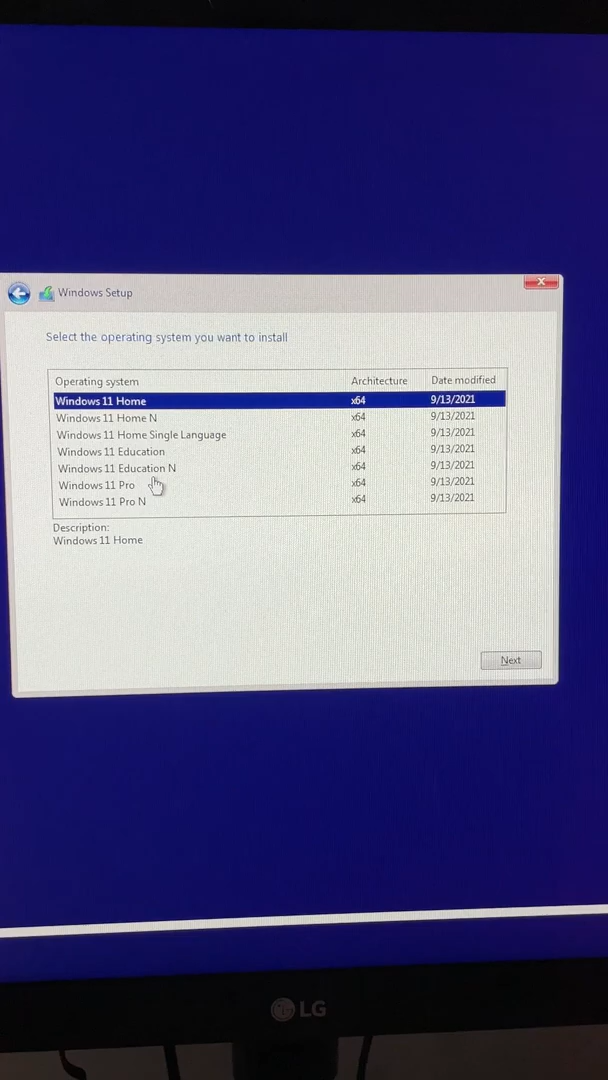 Windows Setup
Select the operating system you want to install
Operating system Architecture Date modified
Windows 11 Home x64 9/13/2021
Windows 11 Home N x64 9/13/2021
Windows 11 Home Single Language x64 9/13/2021
Windows 11 Education x64 9/13/2021
Windows 11 Education N x64 9/13/2021
Windows 11 Pro x64 9/13/2021
Windows 11 Pro N x64 9/13/2021
Description:
Windows 11 Home
Next
LG